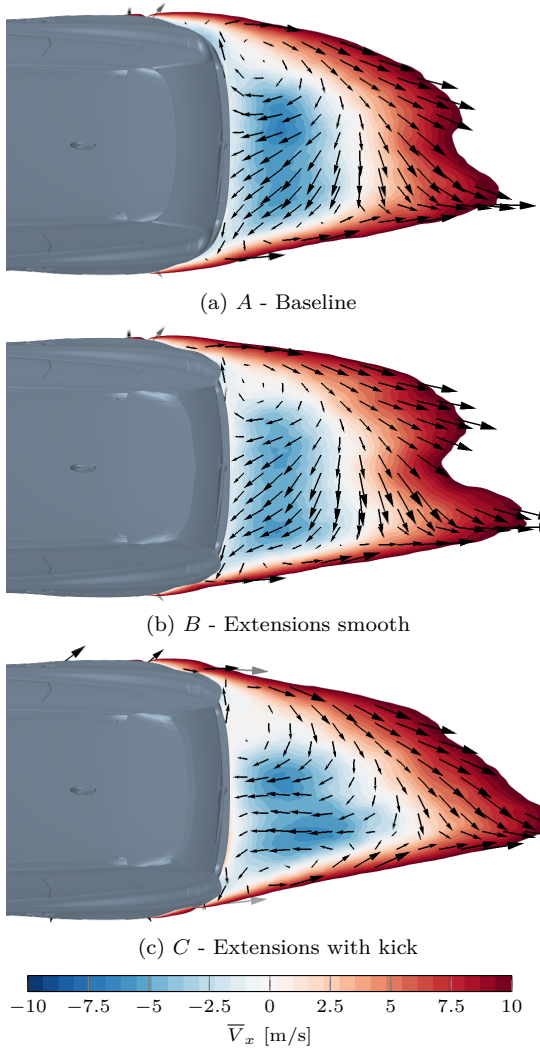 (a) A - Baseline
(b) B - Extensions smooth
(c) C - Extensions with kick
−10 −7.5 −5 −2.5 0 2.5 5 7.5 10
V̅x [m/s]